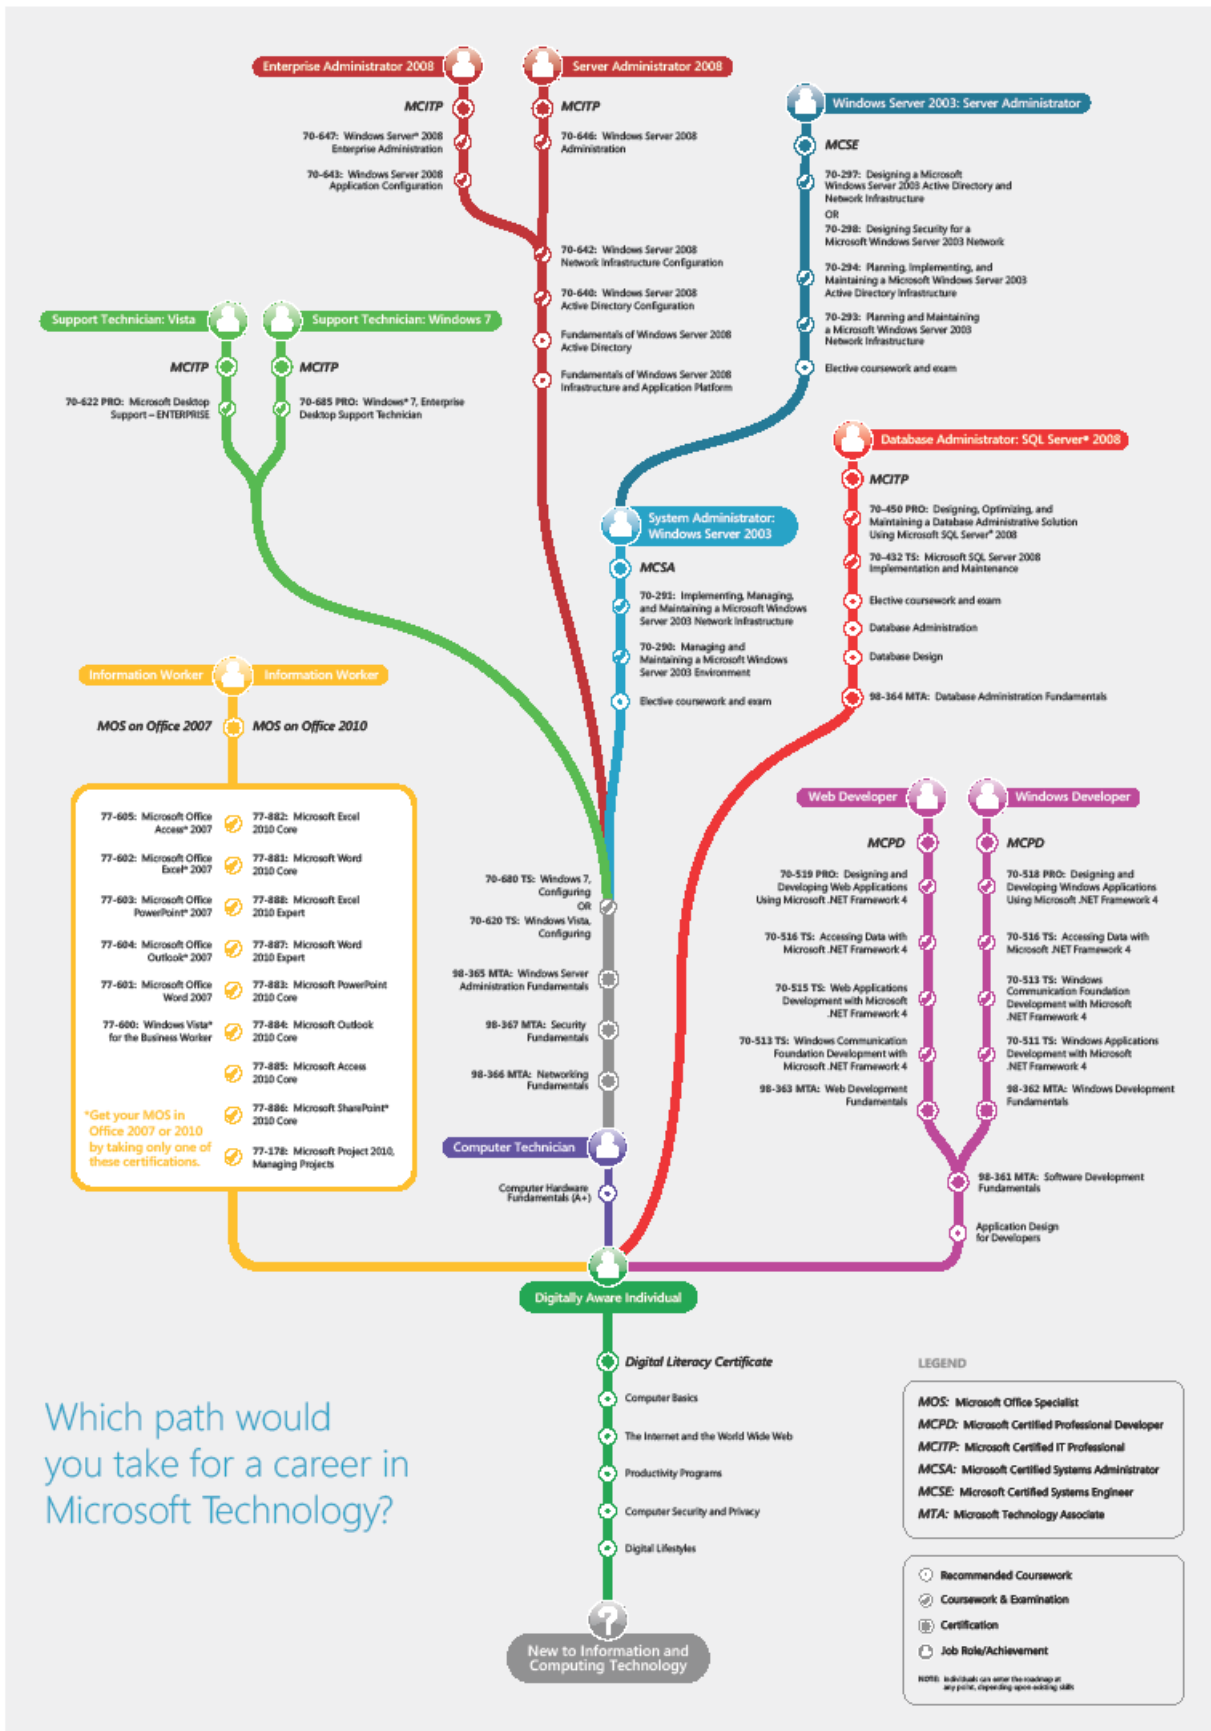 Enterprise Administrator 2008
Server Administrator 2008
MCITP
70-647: Windows Server® 2008
Enterprise Administration
70-643: Windows Server 2008
Application Configuration
MCITP
70-646: Windows Server 2008
Administration
70-642: Windows Server 2008
Network Infrastructure Configuration
70-640: Windows Server 2008
Active Directory Configuration
Fundamentals of Windows Server 2008
Active Directory
Fundamentals of Windows Server 2008
Infrastructure and Application Platform
Windows Server 2003: Server Administrator
MCSE
70-297: Designing a Microsoft
Windows Server 2003 Active Directory and
Network Infrastructure
OR
70-298: Designing Security for a
Microsoft Windows Server 2003 Network
70-294: Planning, Implementing, and
Maintaining a Microsoft Windows Server 2003
Active Directory Infrastructure
70-293: Planning and Maintaining
a Microsoft Windows Server 2003
Network Infrastructure
Elective coursework and exam
Support Technician: Vista
Support Technician: Windows 7
MCITP
70-622 PRO: Microsoft Desktop
Support – ENTERPRISE
MCITP
70-685 PRO: Windows® 7, Enterprise
Desktop Support Technician
System Administrator:
Windows Server 2003
MCSA
70-291: Implementing, Managing,
and Maintaining a Microsoft Windows
Server 2003 Network Infrastructure
70-290: Managing and
Maintaining a Microsoft Windows
Server 2003 Environment
Elective coursework and exam
Database Administrator: SQL Server® 2008
MCITP
70-450 PRO: Designing, Optimizing, and
Maintaining a Database Administrative Solution
Using Microsoft SQL Server® 2008
70-432 TS: Microsoft SQL Server 2008
Implementation and Maintenance
Elective coursework and exam
Database Administration
Database Design
98-364 MTA: Database Administration Fundamentals
Information Worker
Information Worker
MOS on Office 2007
MOS on Office 2010
77-605: Microsoft Office
Access® 2007
77-602: Microsoft Office
Excel® 2007
77-603: Microsoft Office
PowerPoint® 2007
77-604: Microsoft Office
Outlook® 2007
77-601: Microsoft Office
Word 2007
77-600: Windows Vista®
for the Business Worker
*Get your MOS in
Office 2007 or 2010
by taking only one of
these certifications.
77-882: Microsoft Excel
2010 Core
77-881: Microsoft Word
2010 Core
77-888: Microsoft Excel
2010 Expert
77-887: Microsoft Word
2010 Expert
77-883: Microsoft PowerPoint
2010 Core
77-884: Microsoft Outlook
2010 Core
77-885: Microsoft Access
2010 Core
77-886: Microsoft SharePoint®
2010 Core
77-178: Microsoft Project 2010,
Managing Projects
70-680 TS: Windows 7,
Configuring
OR
70-620 TS: Windows Vista,
Configuring
98-365 MTA: Windows Server
Administration Fundamentals
98-367 MTA: Security
Fundamentals
98-366 MTA: Networking
Fundamentals
Computer Technician
Computer Hardware
Fundamentals (A+)
Web Developer
Windows Developer
MCPD
70-519 PRO: Designing and
Developing Web Applications
Using Microsoft .NET Framework 4
70-516 TS: Accessing Data with
Microsoft .NET Framework 4
70-515 TS: Web Applications
Development with Microsoft
.NET Framework 4
70-513 TS: Windows Communication
Foundation Development with
Microsoft .NET Framework 4
98-363 MTA: Web Development
Fundamentals
MCPD
70-518 PRO: Designing and
Developing Windows Applications
Using Microsoft .NET Framework 4
70-516 TS: Accessing Data with
Microsoft .NET Framework 4
70-513 TS: Windows
Communication Foundation
Development with Microsoft
.NET Framework 4
70-511 TS: Windows Applications
Development with Microsoft
.NET Framework 4
98-362 MTA: Windows Development
Fundamentals
98-361 MTA: Software Development
Fundamentals
Application Design
for Developers
Digitally Aware Individual
Digital Literacy Certificate
Computer Basics
The Internet and the World Wide Web
Productivity Programs
Computer Security and Privacy
Digital Lifestyles
?
New to Information and
Computing Technology
Which path would
you take for a career in
Microsoft Technology?
LEGEND
MOS: Microsoft Office Specialist
MCPD: Microsoft Certified Professional Developer
MCITP: Microsoft Certified IT Professional
MCSA: Microsoft Certified Systems Administrator
MCSE: Microsoft Certified Systems Engineer
MTA: Microsoft Technology Associate
Recommended Coursework
Coursework & Examination
Certification
Job Role/Achievement
NOTE: Individuals can enter the roadmap at
any point, depending upon existing skills